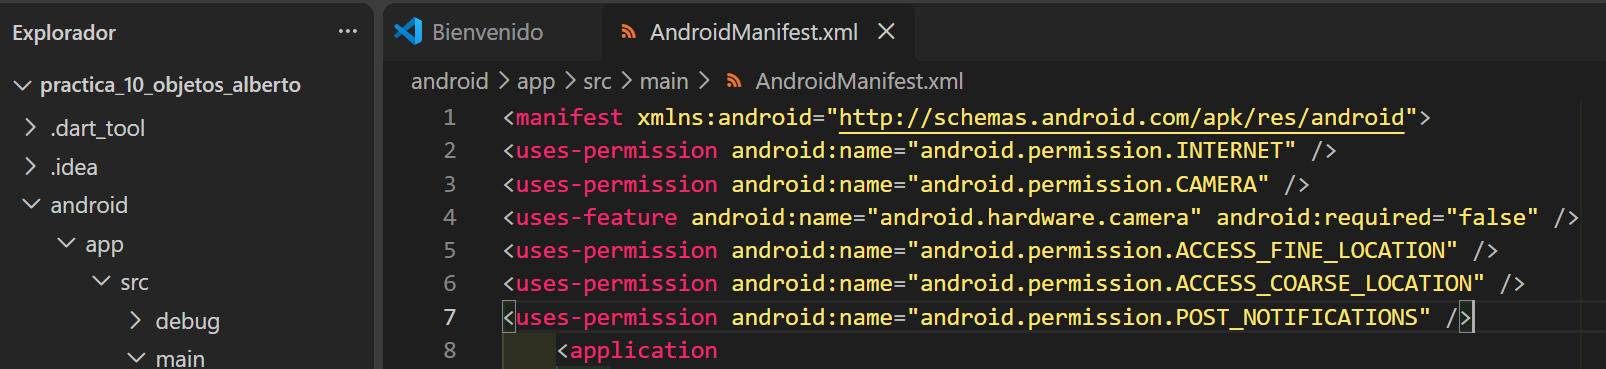 Explorador ···
Bienvenido
AndroidManifest.xml
practica_10_objetos_alberto
.dart_tool
.idea
android
app
src
debug
main
android > app > src > main > AndroidManifest.xml
1 <manifest xmlns:android="http://schemas.android.com/apk/res/android">
2 <uses-permission android:name="android.permission.INTERNET" />
3 <uses-permission android:name="android.permission.CAMERA" />
4 <uses-feature android:name="android.hardware.camera" android:required="false" />
5 <uses-permission android:name="android.permission.ACCESS_FINE_LOCATION" />
6 <uses-permission android:name="android.permission.ACCESS_COARSE_LOCATION" />
7 <uses-permission android:name="android.permission.POST_NOTIFICATIONS" />
8 <application